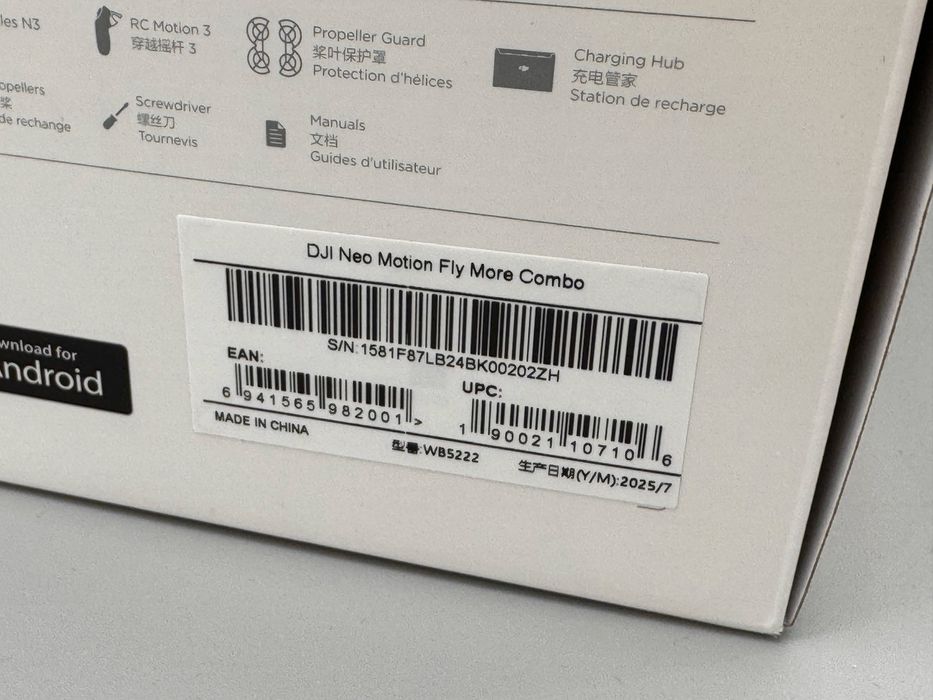 les N3
RC Motion 3
穿越摇杆 3
Propeller Guard
桨叶保护罩
Protection d'hélices
Charging Hub
充电管家
Station de recharge
opellers
桨
de rechange
Screwdriver
螺丝刀
Tournevis
Manuals
文档
Guides d'utilisateur
DJI Neo Motion Fly More Combo
S/N:1581F87LB24BK00202ZH
EAN:
6 941565 982001 >
UPC:
1 90021 10710 6
MADE IN CHINA
型号:WB5222
生产日期(Y/M):2025/7
wnload for
Android